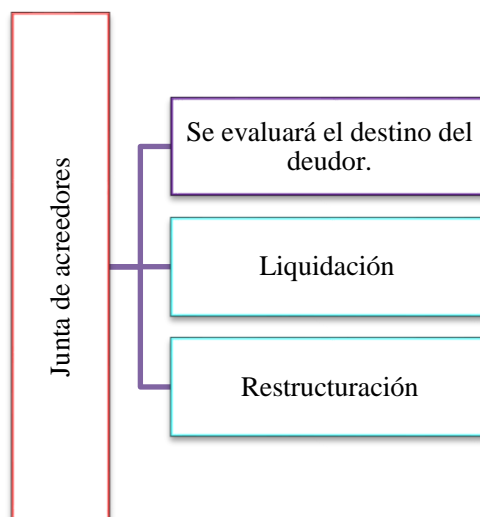 Junta de acreedores
Se evaluará el destino del
deudor.
Liquidación
Restructuración